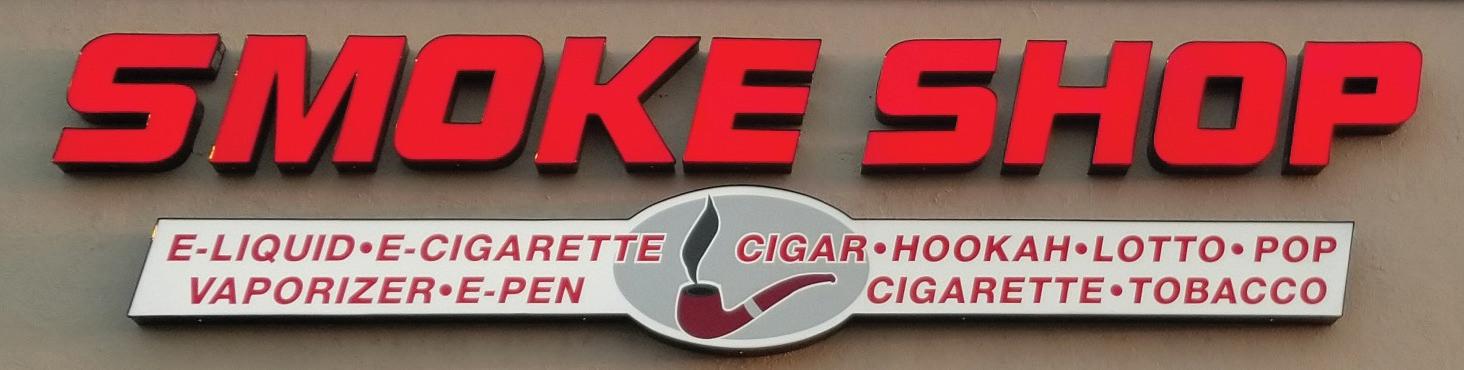 SMOKE SHOP
E-LIQUID•E-CIGARETTE CIGAR•HOOKAH•LOTTO•POP
VAPORIZER•E-PEN CIGARETTE•TOBACCO